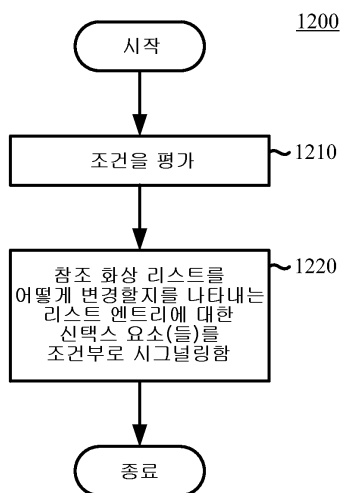 1200
시작
조건을 평가
1210
참조 화상 리스트를
어떻게 변경할지를 나타내는
리스트 엔트리에 대한
신택스 요소(들)를
조건부로 시그널링함
1220
종료